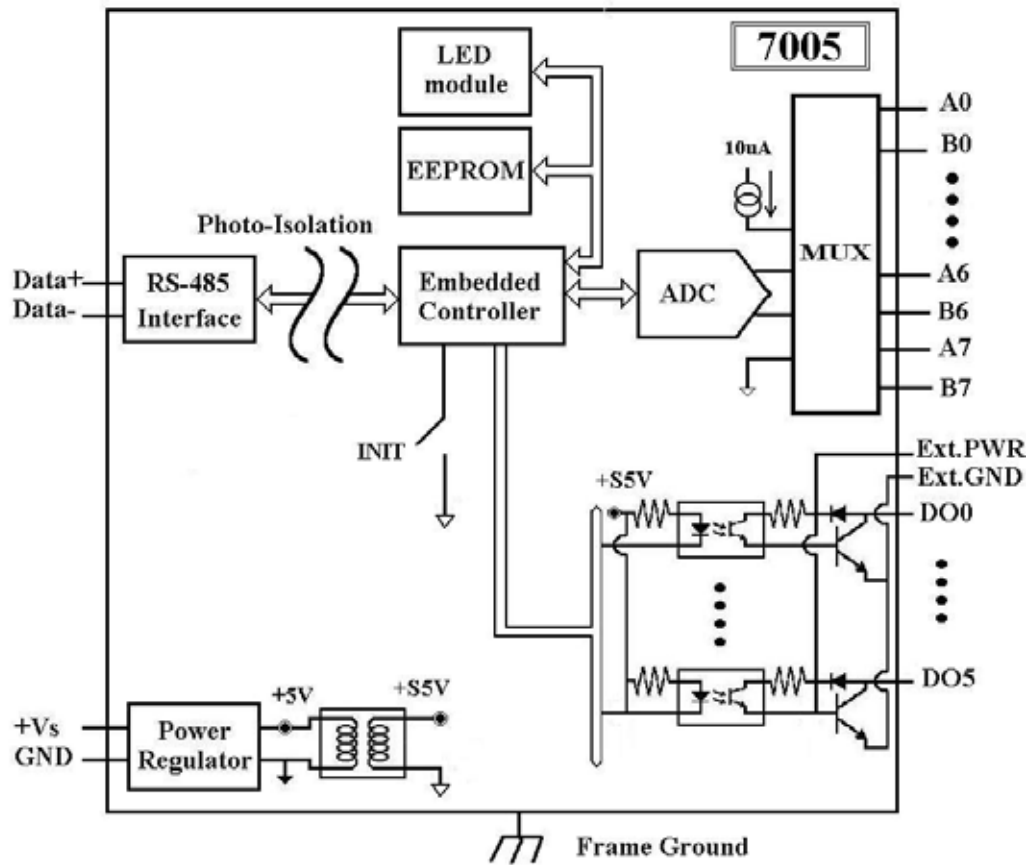 7005
LED
module
EEPROM
10uA
A0
B0
Photo-Isolation
MUX
Data+
Data-
RS-485
Interface
Embedded
Controller
ADC
A6
B6
A7
B7
INIT
Ext.PWR
Ext.GND
+S5V
DO0
DO5
+5V
+S5V
+Vs
GND
Power
Regulator
Frame Ground